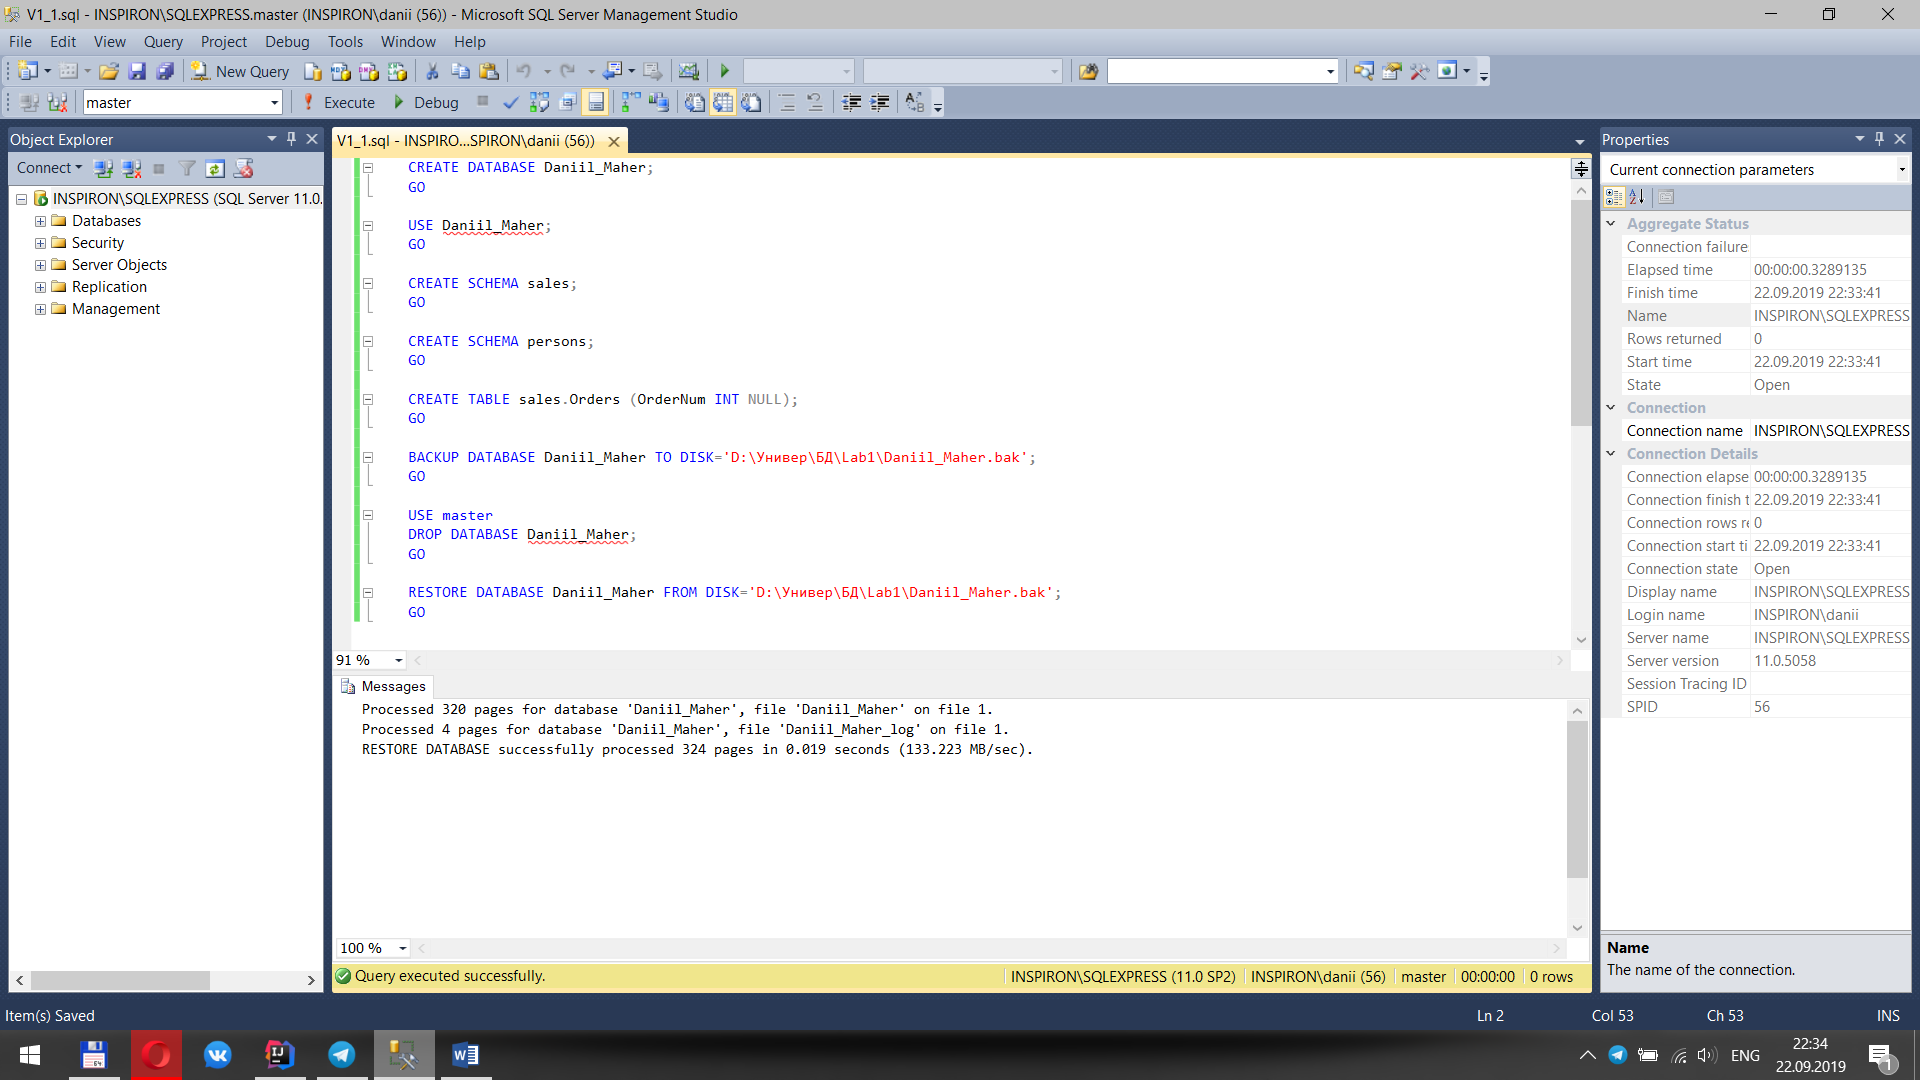 V1_1.sql - INSPIRON\SQLEXPRESS.master (INSPIRON\danii (56)) - Microsoft SQL Server Management Studio
File Edit View Query Project Debug Tools Window Help
New Query
master Execute Debug
Object Explorer
Connect
INSPIRON\SQLEXPRESS (SQL Server 11.0.
Databases
Security
Server Objects
Replication
Management
V1_1.sql - INSPIRO...SPIRON\danii (56))
CREATE DATABASE Daniil_Maher;
GO
USE Daniil_Maher;
GO
CREATE SCHEMA sales;
GO
CREATE SCHEMA persons;
GO
CREATE TABLE sales.Orders (OrderNum INT NULL);
GO
BACKUP DATABASE Daniil_Maher TO DISK='D:\Универ\БД\Lab1\Daniil_Maher.bak';
GO
USE master
DROP DATABASE Daniil_Maher;
GO
RESTORE DATABASE Daniil_Maher FROM DISK='D:\Универ\БД\Lab1\Daniil_Maher.bak';
GO
91 %
Messages
Processed 320 pages for database 'Daniil_Maher', file 'Daniil_Maher' on file 1.
Processed 4 pages for database 'Daniil_Maher', file 'Daniil_Maher_log' on file 1.
RESTORE DATABASE successfully processed 324 pages in 0.019 seconds (133.223 MB/sec).
100 %
Query executed successfully. INSPIRON\SQLEXPRESS (11.0 SP2) INSPIRON\danii (56) master 00:00:00 0 rows
Properties
Current connection parameters
Aggregate Status
Connection failure
Elapsed time 00:00:00.3289135
Finish time 22.09.2019 22:33:41
Name INSPIRON\SQLEXPRESS
Rows returned 0
Start time 22.09.2019 22:33:41
State Open
Connection
Connection name INSPIRON\SQLEXPRESS
Connection Details
Connection elapse 00:00:00.3289135
Connection finish t 22.09.2019 22:33:41
Connection rows re 0
Connection start ti 22.09.2019 22:33:41
Connection state Open
Display name INSPIRON\SQLEXPRESS
Login name INSPIRON\danii
Server name INSPIRON\SQLEXPRESS
Server version 11.0.5058
Session Tracing ID
SPID 56
Name
The name of the connection.
Item(s) Saved Ln 2 Col 53 Ch 53 INS
ENG 22:34
22.09.2019
1